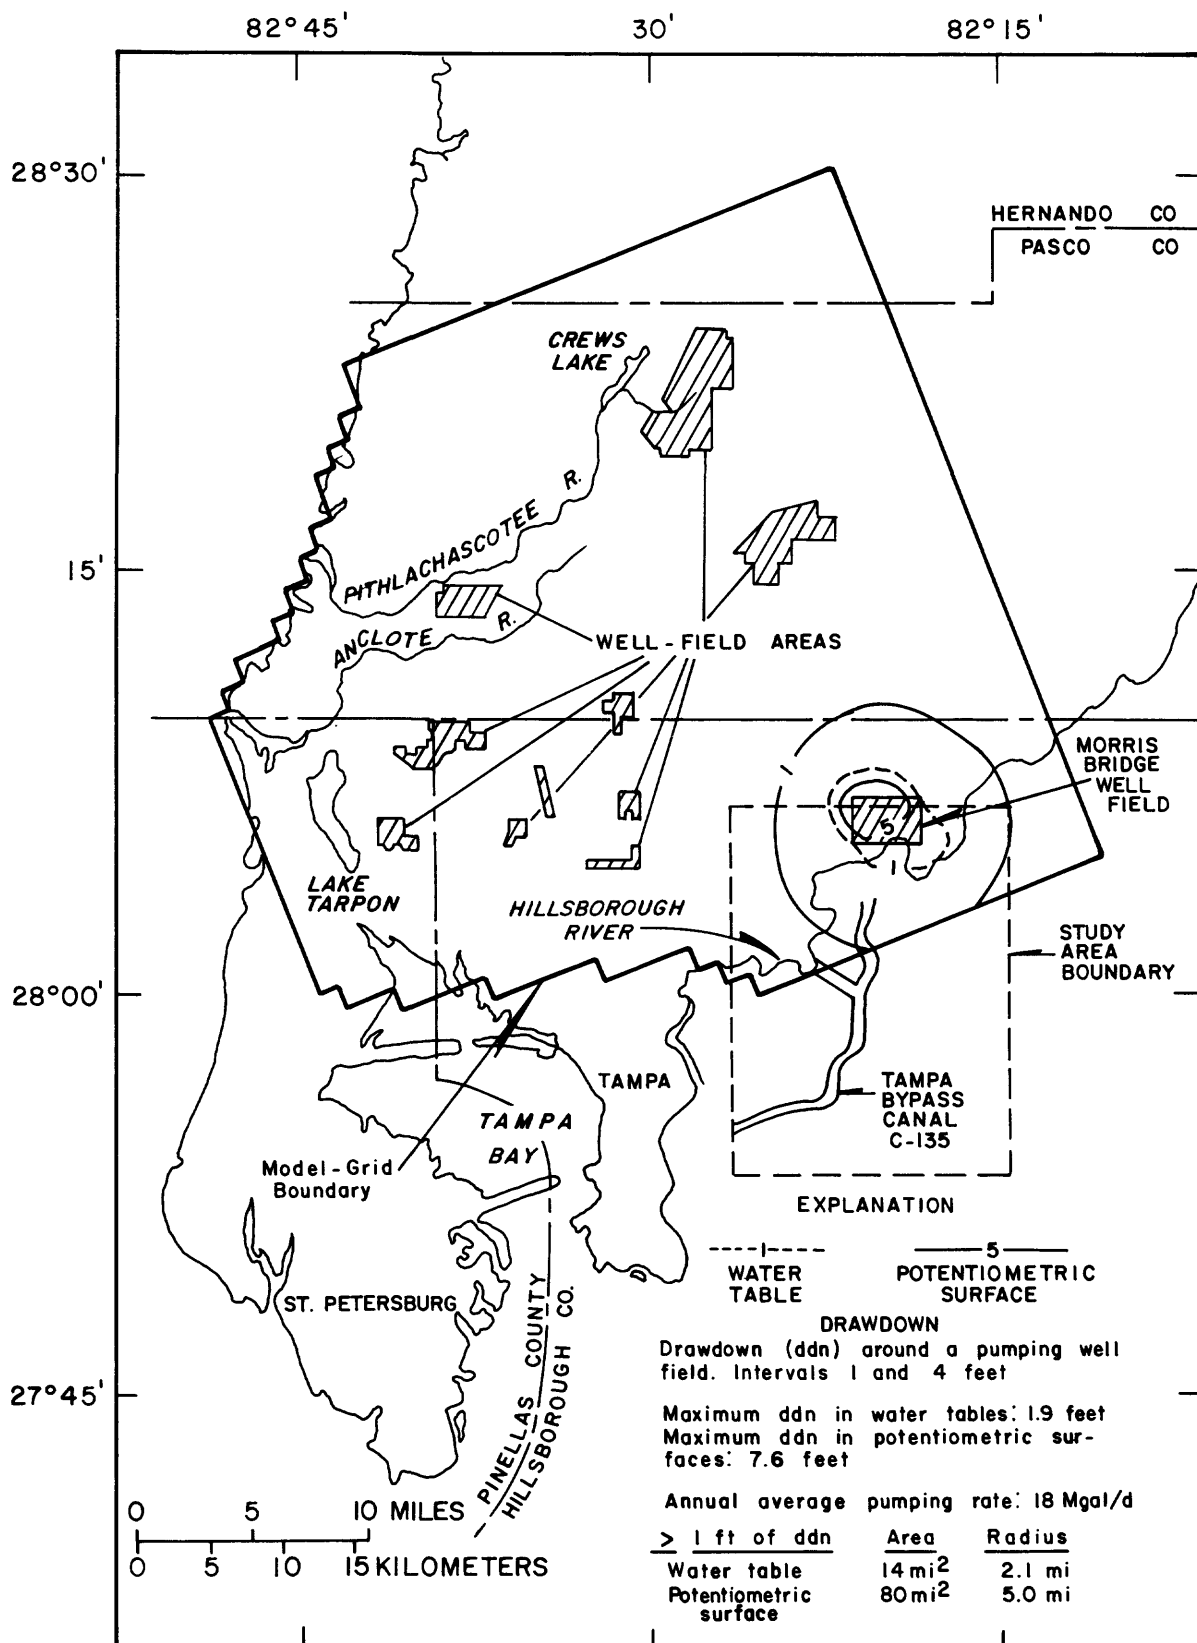 82°45'
30'
82°15'
28°30'
HERNANDO CO
PASCO CO
CREWS
LAKE
PITHLACHASCOTEE R.
15'
ANCLOTE R.
WELL-FIELD AREAS
MORRIS
BRIDGE
WELL
FIELD
1
5
1
LAKE
TARPON
HILLSBOROUGH
RIVER
STUDY
AREA
BOUNDARY
28°00'
TAMPA
TAMPA
BYPASS
CANAL
C-135
TAMPA
BAY
Model-Grid
Boundary
EXPLANATION
1
5
WATER
TABLE
POTENTIOMETRIC
SURFACE
ST. PETERSBURG
PINELLAS COUNTY
HILLSBOROUGH CO.
DRAWDOWN
Drawdown (ddn) around a pumping well
field. Intervals 1 and 4 feet
27°45'
Maximum ddn in water tables: 1.9 feet
Maximum ddn in potentiometric sur-
faces: 7.6 feet
Annual average pumping rate: 18 Mgal/d
0 5 10 MILES
0 5 10 15 KILOMETERS
> 1 ft of ddn Area Radius
Water table 14 mi² 2.1 mi
Potentiometric 80 mi² 5.0 mi
surface